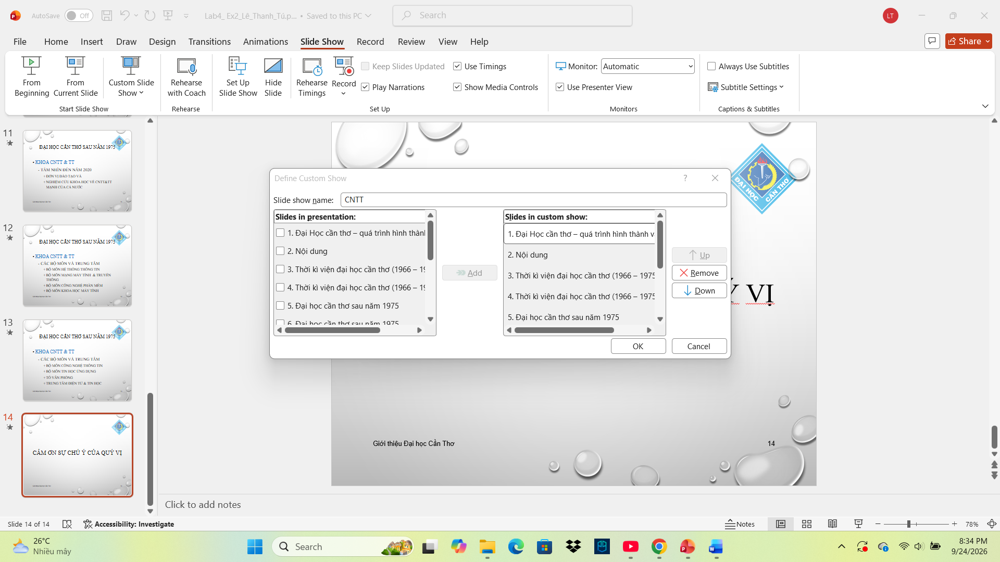 AutoSave Off Lab4_ Ex2_Lê_Thanh_Tú.p... • Saved to this PC Search LT
File Home Insert Draw Design Transitions Animations Slide Show Record Review View Help Share
From Beginning
From Current Slide
Custom Slide Show
Start Slide Show
Rehearse with Coach
Rehearse
Set Up Slide Show
Hide Slide
Rehearse Timings
Record
Keep Slides Updated
Play Narrations
Use Timings
Show Media Controls
Set Up
Monitor: Automatic
Use Presenter View
Monitors
Always Use Subtitles
Subtitle Settings
Captions & Subtitles
11
ĐẠI HỌC CẦN THƠ SAU NĂM 1975
• KHOA CNTT & TT
- TẦM NHÌN ĐẾN NĂM 2020
+ ĐƠN VỊ ĐÀO TẠO VÀ
+ NGHIỆM CỨU KHOA HỌC VỀ CNTT&TT
MẠNH CỦA CẢ NƯỚC
12
ĐẠI HỌC CẦN THƠ SAU NĂM 1975
• KHOA CNTT & TT
- CÁC BỘ MÔN VÀ TRUNG TÂM
+ BỘ MÔN HỆ THỐNG THÔNG TIN
+ BỘ MÔN MẠNG MÁY TÍNH & TRUYỀN
THÔNG
+ BỘ MÔN CÔNG NGHỆ PHẦN MỀM
+ BỘ MÔN KHOA HỌC MÁY TÍNH
13
ĐẠI HỌC CẦN THƠ SAU NĂM 1975
• KHOA CNTT & TT
- CÁC BỘ MÔN VÀ TRUNG TÂM
+ BỘ MÔN CÔNG NGHỆ THÔNG TIN
+ BỘ MÔN TIN HỌC ỨNG DỤNG
+ TỔ VĂN PHÒNG
+ TRUNG TÂM ĐIỆN TỬ & TIN HỌC
14
CẢM ƠN SỰ CHÚ Ý CỦA QUÝ VỊ
ĐẠI HỌC CẦN THƠ
VỊ
Giới thiệu Đại học Cần Thơ
14
Define Custom Show ?
Slide show name: CNTT
Slides in presentation:
1. Đại Học cần thơ – quá trình hình thành
2. Nội dung
3. Thời kì viện đại học cần thơ (1966 – 19
4. Thời kì viện đại học cần thơ (1966 – 19
5. Đại học cần thơ sau năm 1975
6. Đại học cần thơ sau năm 1975
Add
Slides in custom show:
1. Đại Học cần thơ – quá trình hình thành v
2. Nội dung
3. Thời kì viện đại học cần thơ (1966 – 1975
4. Thời kì viện đại học cần thơ (1966 – 1975
5. Đại học cần thơ sau năm 1975
Up
Remove
Down
OK Cancel
Click to add notes
Slide 14 of 14 Accessibility: Investigate Notes 78%
26°C
Nhiều mây
Search
8:34 PM
9/24/2026